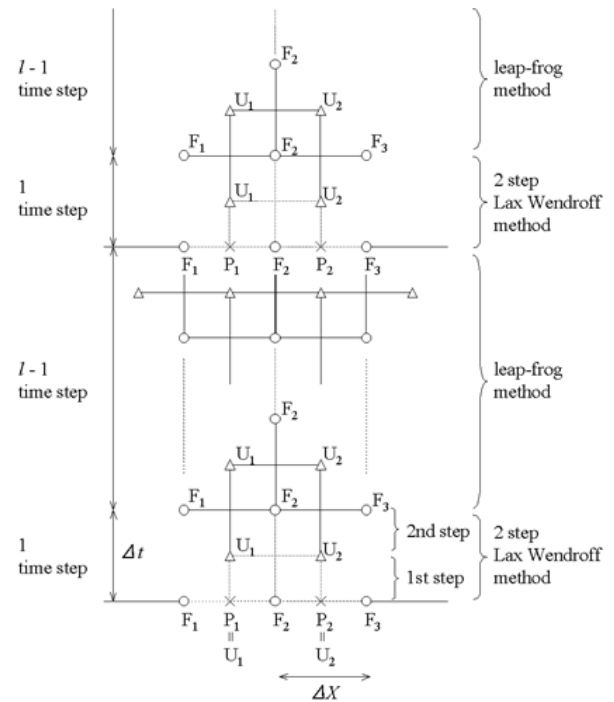 F2
l - 1
time step
leap-frog
method
U1 U2
F1 F2 F3
1
time step
U1 U2
2 step
Lax Wendroff
method
F1 P1 F2 P2 F3
l - 1
time step
leap-frog
method
F2
U1 U2
F1 F2 F3
1
time step
Δt
U1 U2
2nd step
1st step
2 step
Lax Wendroff
method
F1 P1 F2 P2 F3
= =
U1 U2
ΔX